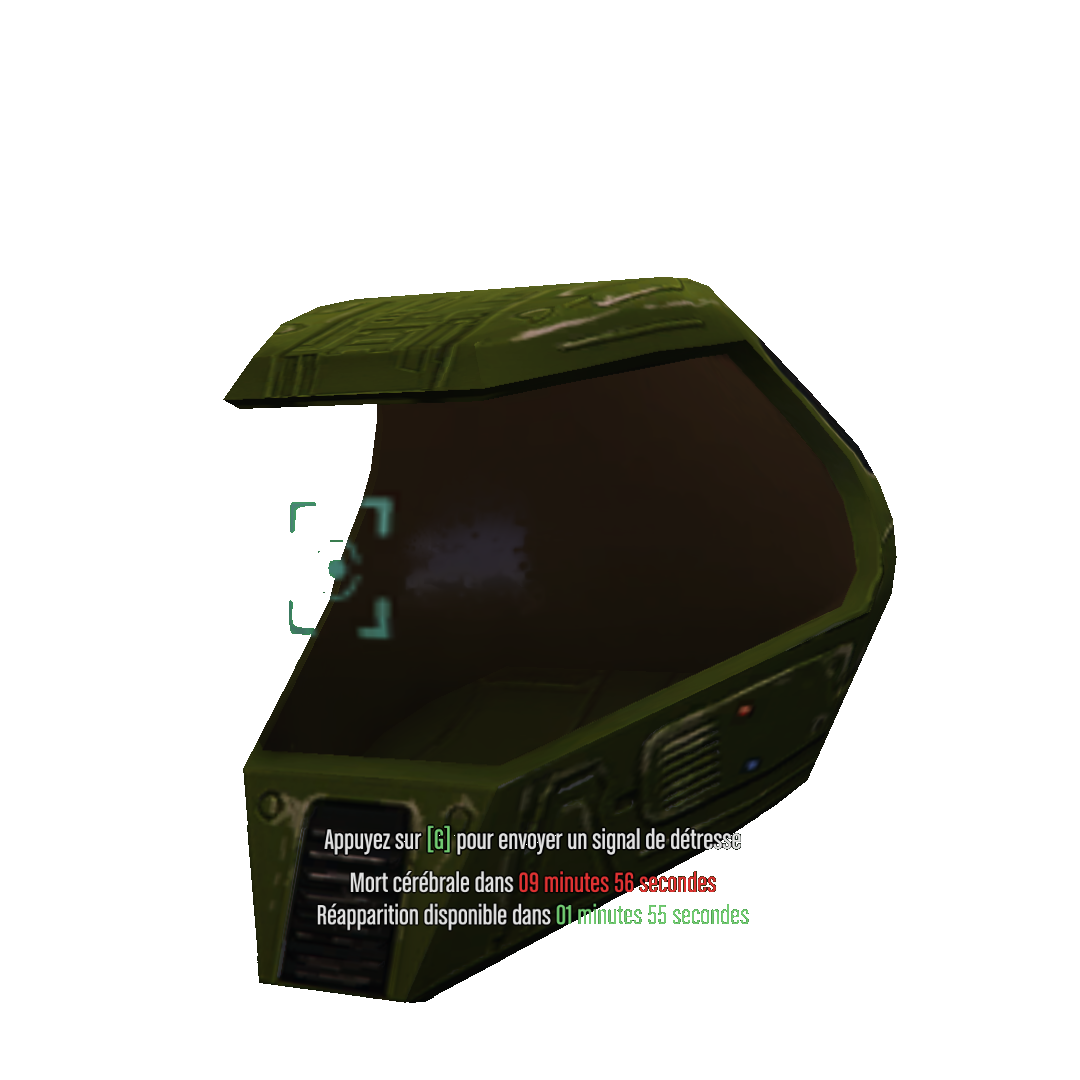 Appuyez sur [G] pour envoyer un signal de détresse
Mort cérébrale dans 09 minutes 56 secondes
Réapparition disponible dans 01 minutes 55 secondes